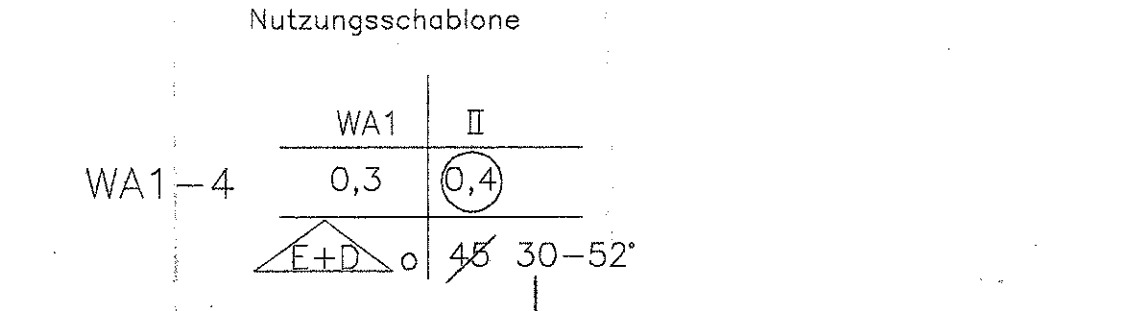 Nutzungsschablone
WA1 II
WA1-4 0,3 0,4
E+D o 45 30-52°